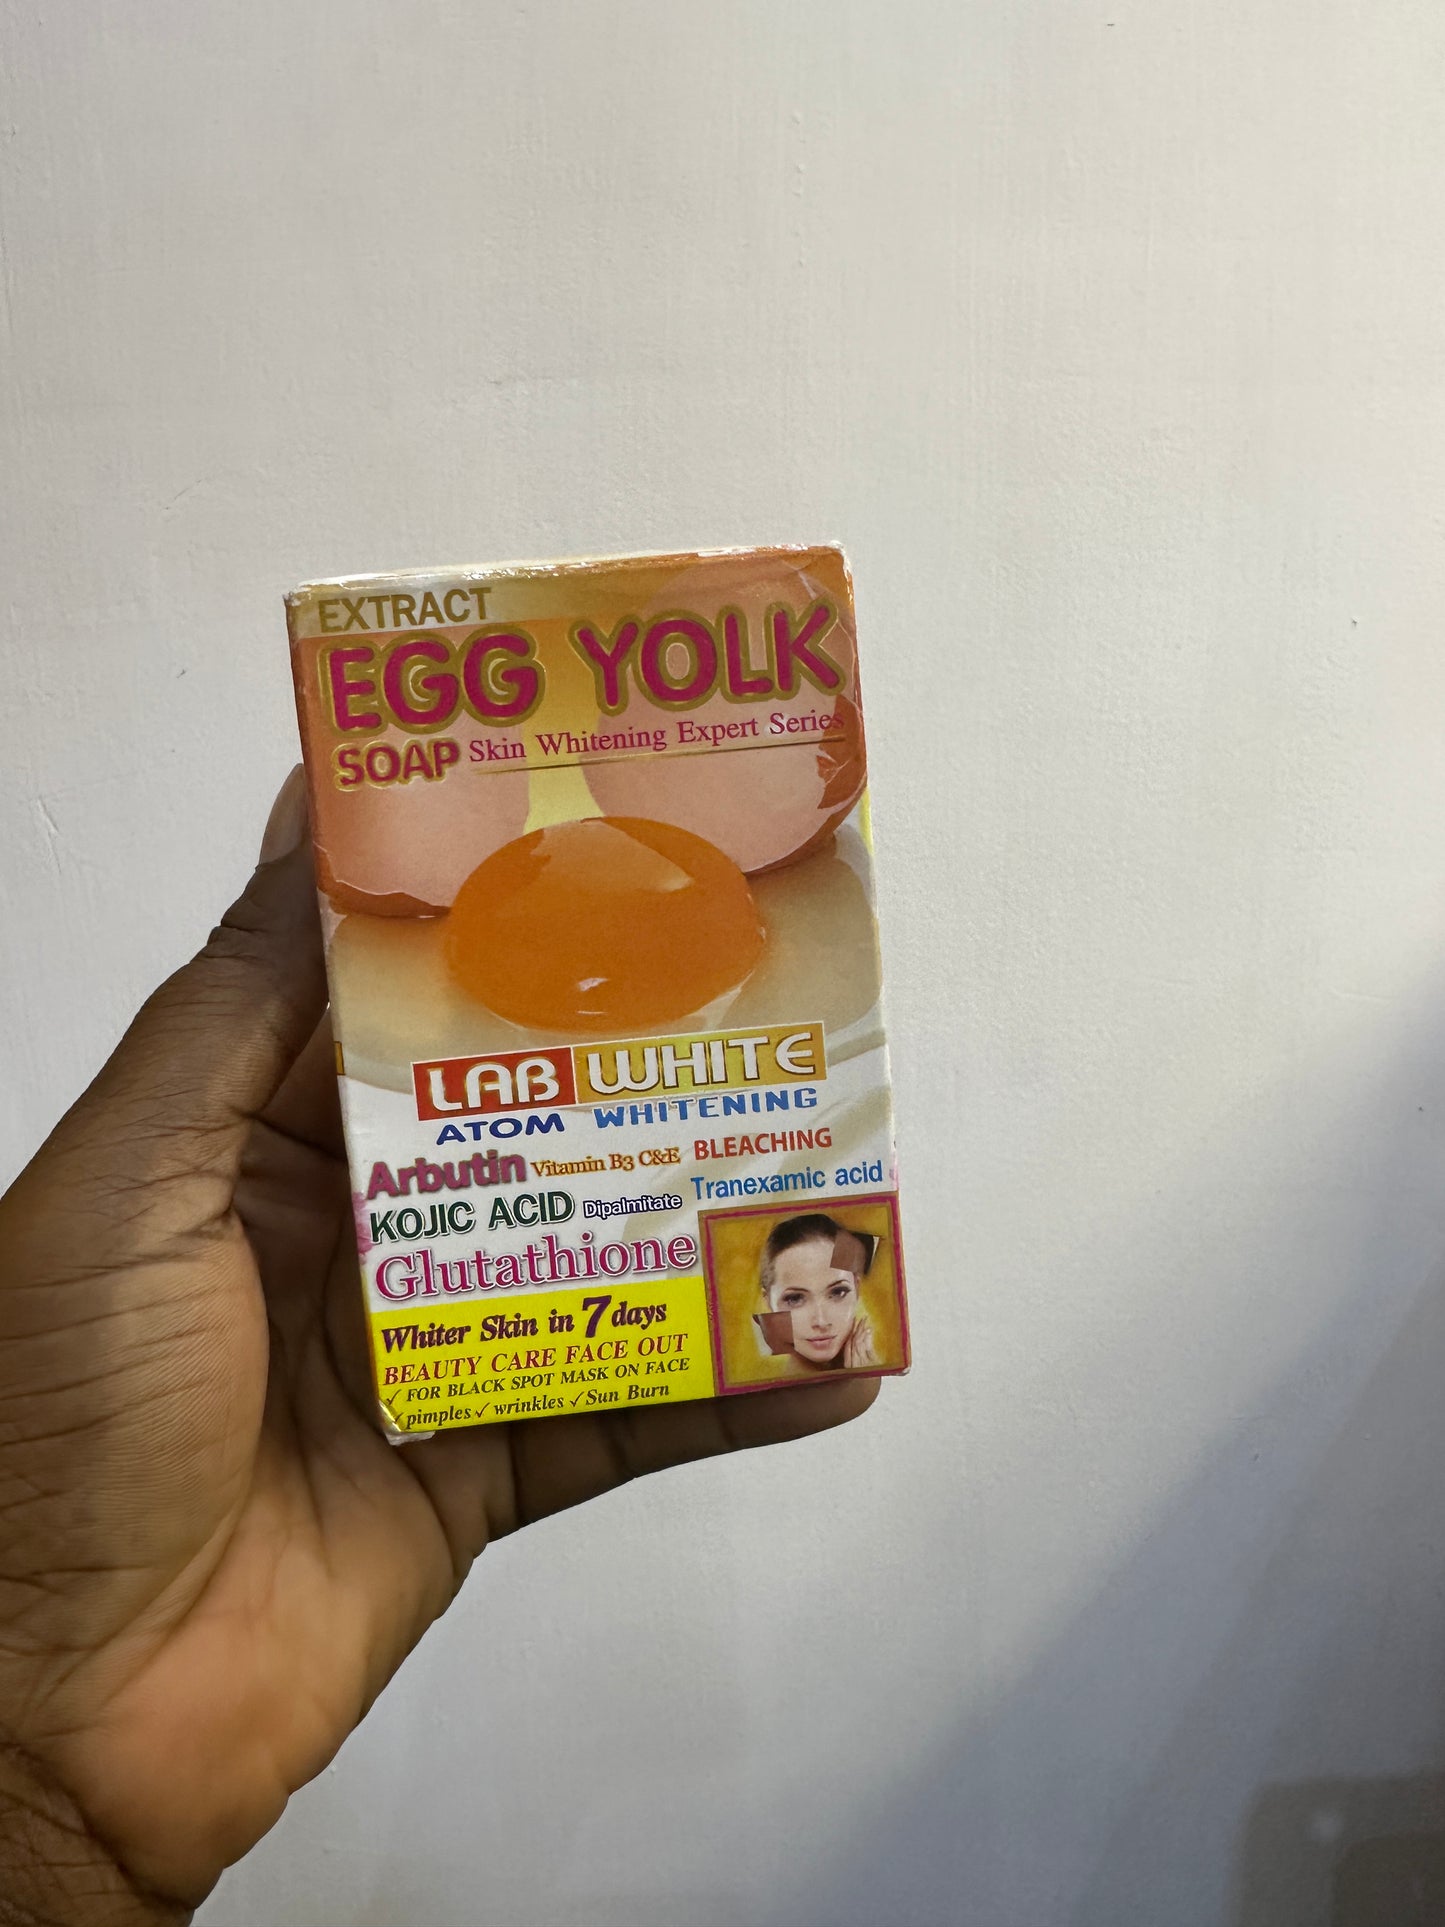 EXTRACT
EGG YOLK
SOAP Skin Whitening Expert Series
LAB WHITE
ATOM WHITENING
Arbutin Vitamin B3 C&E BLEACHING
KOJIC ACID Dipalmitate Tranexamic acid
Glutathione
Whiter Skin in 7 days
BEAUTY CARE FACE OUT
✓ FOR BLACK SPOT MASK ON FACE
✓ pimples ✓ wrinkles ✓ Sun Burn